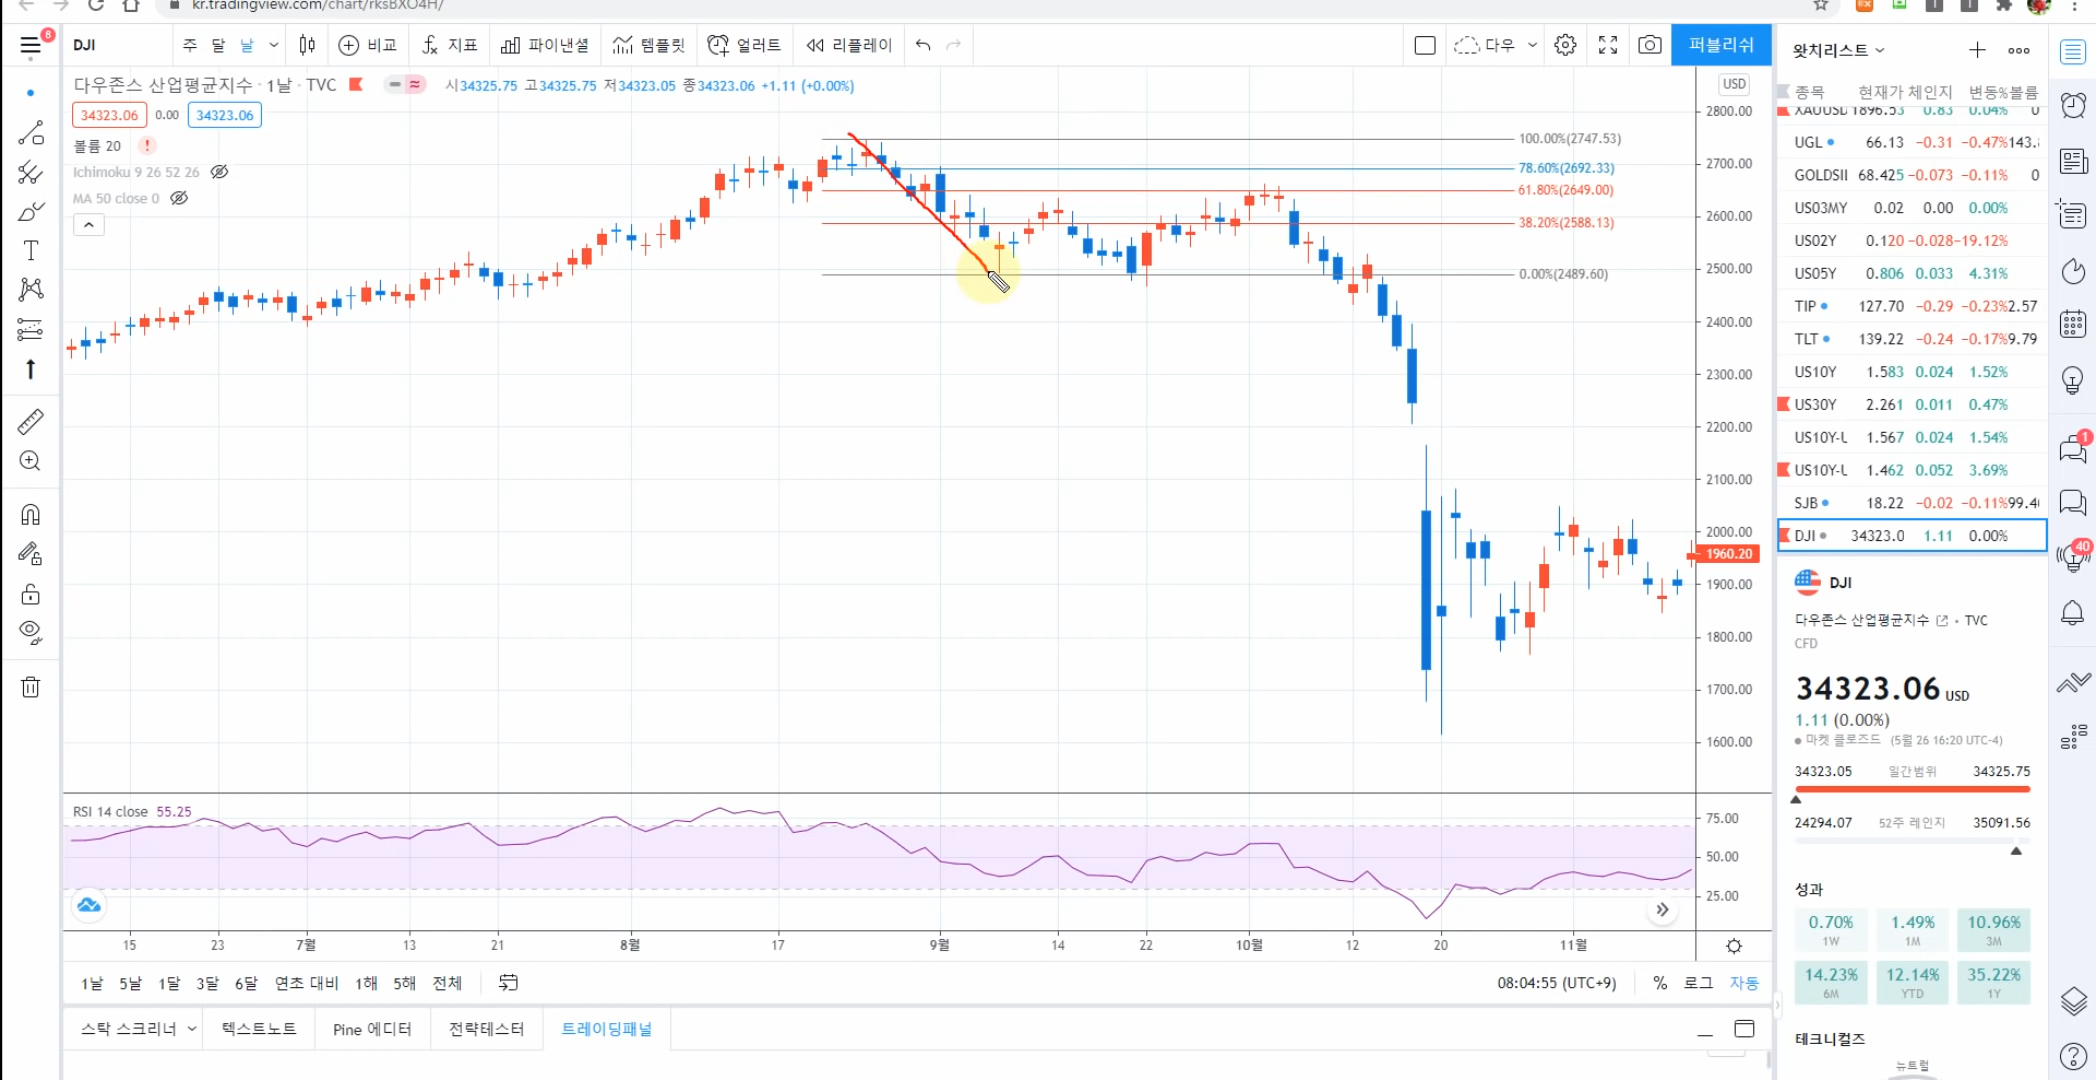 kr.tradingview.com/chart/rksBXO4H/
8
DJI
주 달 날
비교
지표
파이낸셜
템플릿
얼러트
리플레이
다우
퍼블리쉬
다우존스 산업평균지수 · 1날 · TVC
시34325.75 고34325.75 저34323.05 종34323.06 +1.11 (+0.00%)
34323.06 0.00 34323.06
볼륨 20 !
Ichimoku 9 26 52 26
MA 50 close 0
100.00%(2747.53)
78.60%(2692.33)
61.80%(2649.00)
38.20%(2588.13)
0.00%(2489.60)
USD
2800.00
2700.00
2600.00
2500.00
2400.00
2300.00
2200.00
2100.00
2000.00
1960.20
1900.00
1800.00
1700.00
1600.00
RSI 14 close 55.25
75.00
50.00
25.00
15 23 7월 13 21 8월 17 9월 14 22 10월 12 20 11월
1날 5날 1달 3달 6달 연초 대비 1해 5해 전체
08:04:55 (UTC+9) % 로그 자동
스탁 스크리너 텍스트노트 Pine 에디터 전략테스터 트레이딩패널
왓치리스트
종목 현재가 체인지 변동% 볼륨
XAUUSD 1896.53 0.83 0.04% 0
UGL 66.13 −0.31 −0.47% 143.
GOLDSII 68.425 −0.073 −0.11% 0
US03MY 0.02 0.00 0.00%
US02Y 0.120 −0.028 −19.12%
US05Y 0.806 0.033 4.31%
TIP 127.70 −0.29 −0.23% 2.57
TLT 139.22 −0.24 −0.17% 9.79
US10Y 1.583 0.024 1.52%
US30Y 2.261 0.011 0.47%
US10Y-L 1.567 0.024 1.54%
US10Y-L 1.462 0.052 3.69%
SJB 18.22 −0.02 −0.11% 99.4
DJI 34323.0 1.11 0.00%
DJI
다우존스 산업평균지수 • TVC
CFD
34323.06 USD
1.11 (0.00%)
마켓 클로즈드 (5월 26 16:20 UTC-4)
34323.05 일간범위 34325.75
24294.07 52주 레인지 35091.56
성과
0.70% 1.49% 10.96%
1W 1M 3M
14.23% 12.14% 35.22%
6M YTD 1Y
테크니컬즈
뉴트럴
1
40